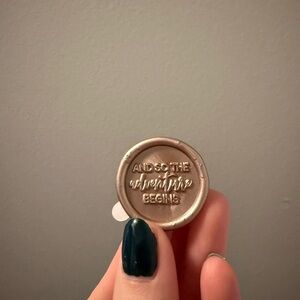 AND SO THE
adventure
BEGINS